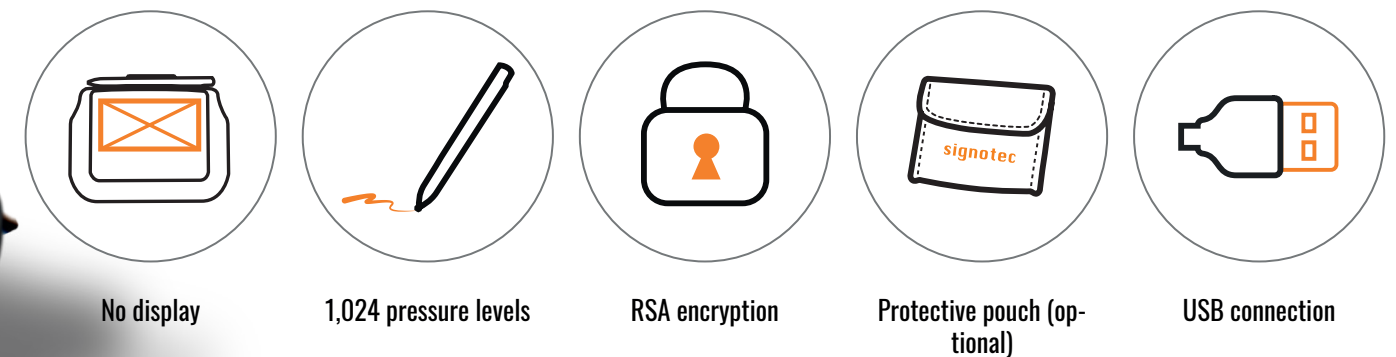 signotec
No display
1,024 pressure levels
RSA encryption
Protective pouch (op-
tional)
USB connection